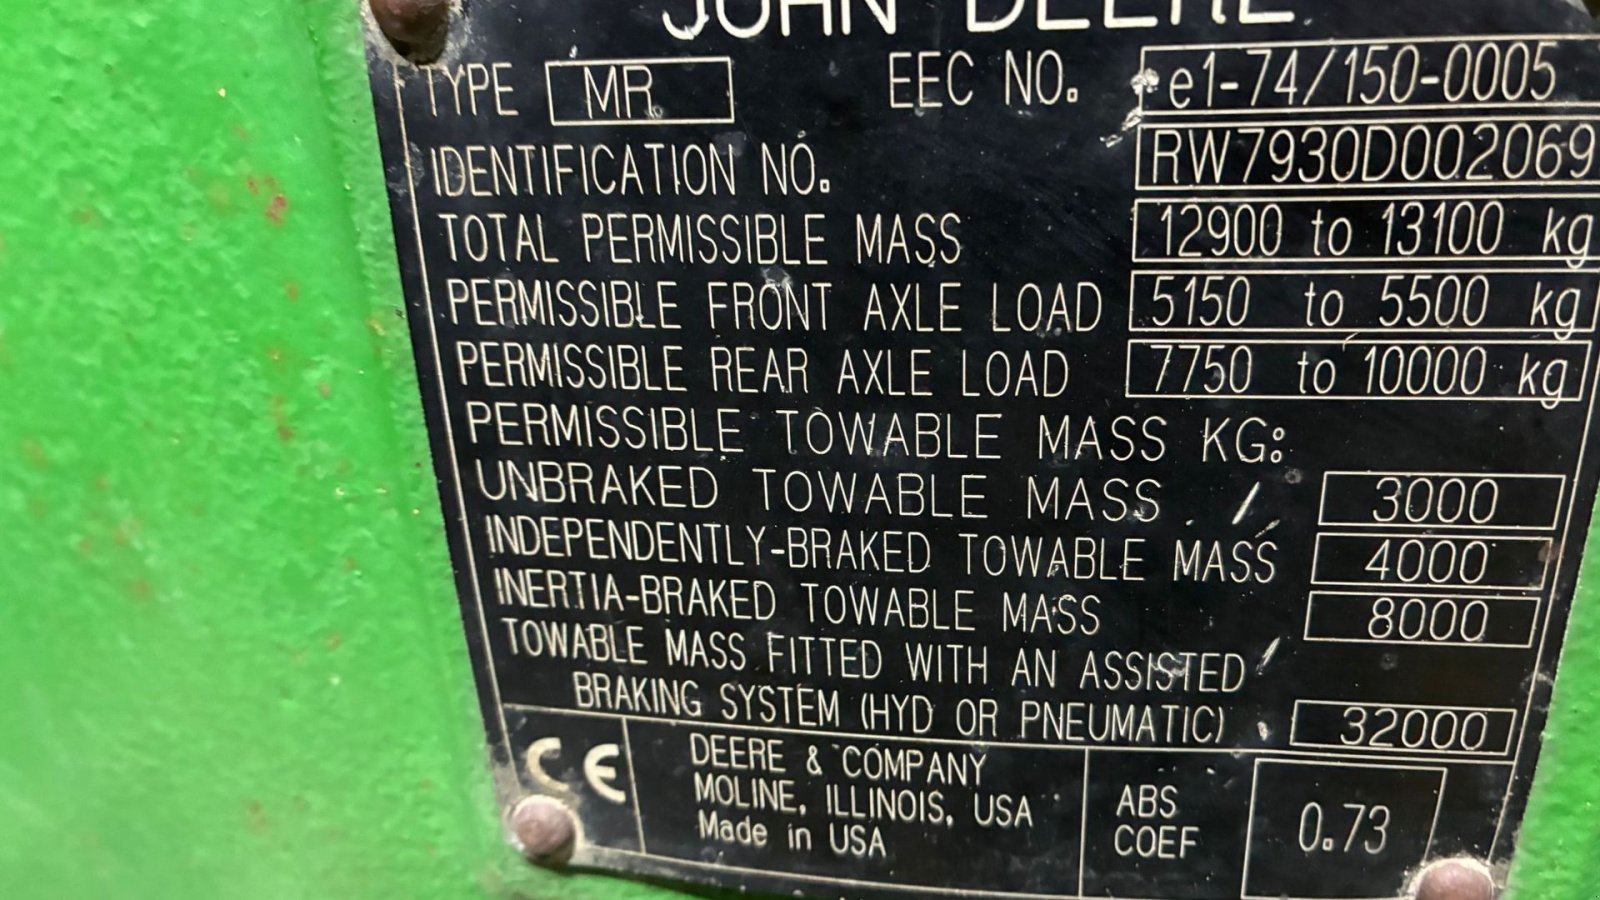 JOHN DEERE
TYPE MR
EEC NO. e1-74/150-0005
IDENTIFICATION NO. RW7930D002069
TOTAL PERMISSIBLE MASS 12900 to 13100 kg
PERMISSIBLE FRONT AXLE LOAD 5150 to 5500 kg
PERMISSIBLE REAR AXLE LOAD 7750 to 10000 kg
PERMISSIBLE TOWABLE MASS KG:
UNBRAKED TOWABLE MASS 3000
INDEPENDENTLY-BRAKED TOWABLE MASS 4000
INERTIA-BRAKED TOWABLE MASS 8000
TOWABLE MASS FITTED WITH AN ASSISTED
BRAKING SYSTEM (HYD OR PNEUMATIC) 32000
CE
DEERE & COMPANY
MOLINE, ILLINOIS, USA
Made in USA
ABS
COEF
0.73